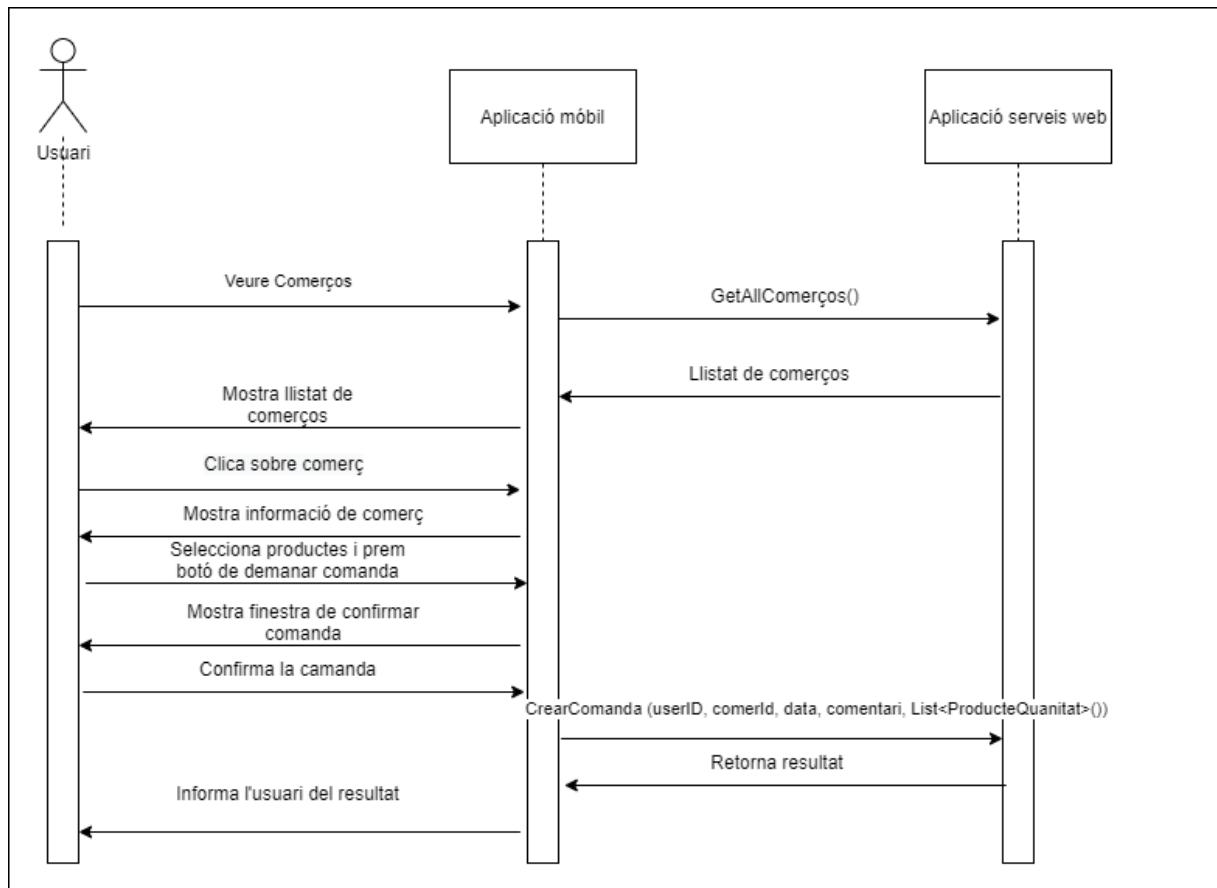 Usuari
Aplicació móbil
Aplicació serveis web
Veure Comerços
GetAllComerços()
Llistat de comerços
Mostra llistat de
comerços
Clica sobre comerç
Mostra informació de comerç
Selecciona productes i prem
botó de demanar comanda
Mostra finestra de confirmar
comanda
Confirma la camanda
CrearComanda (userID, comerId, data, comentari, List<ProducteQuanitat>())
Retorna resultat
Informa l'usuari del resultat